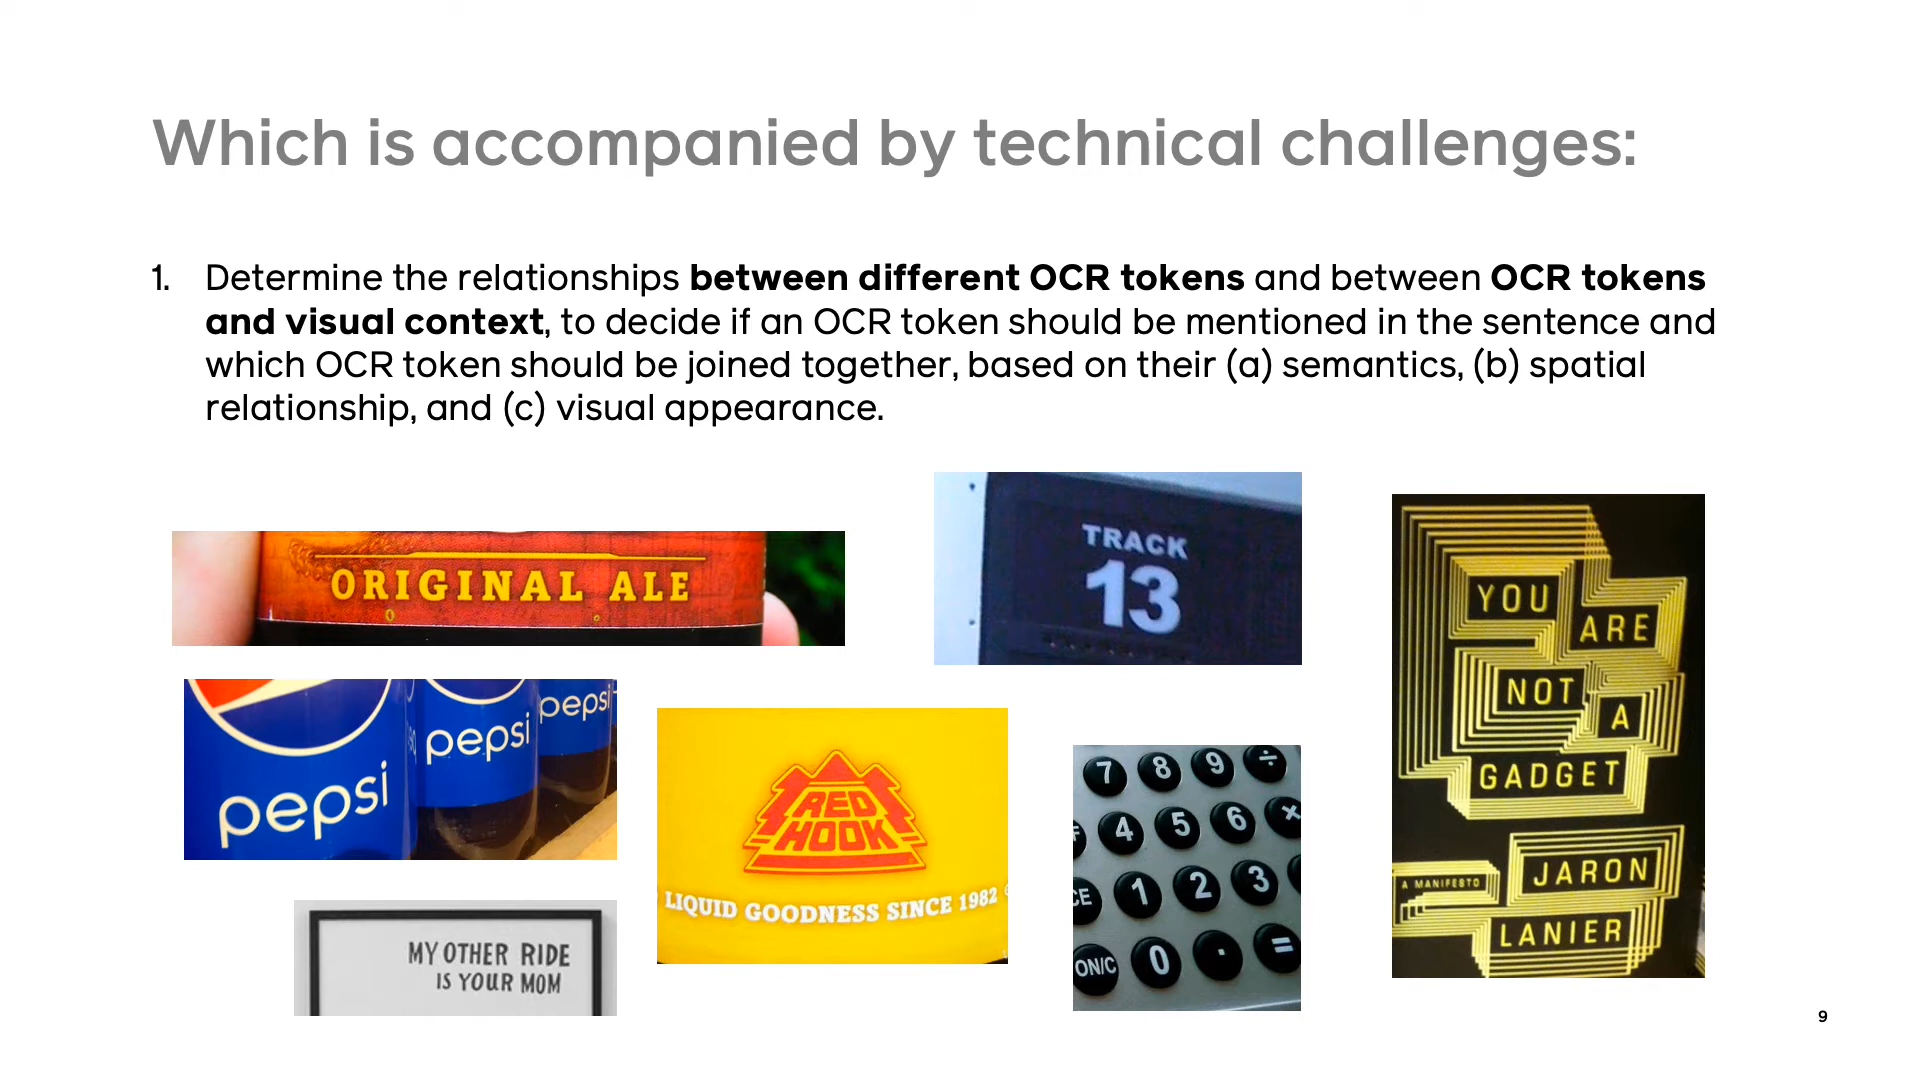 Which is accompanied by technical challenges:
1. Determine the relationships between different OCR tokens and between OCR tokens
and visual context, to decide if an OCR token should be mentioned in the sentence and
which OCR token should be joined together, based on their (a) semantics, (b) spatial
relationship, and (c) visual appearance.
ORIGINAL ALE
TRACK
13
YOU
ARE
NOT
A
GADGET
A MANIFESTO
JARON
LANIER
pepsi
pepsi
pepsi
RED
HOOK
LIQUID GOODNESS SINCE 1982
7 8 9 ÷
4 5 6 ×
CE 1 2 3
ON/C 0 . =
MY OTHER RIDE
IS YOUR MOM
9